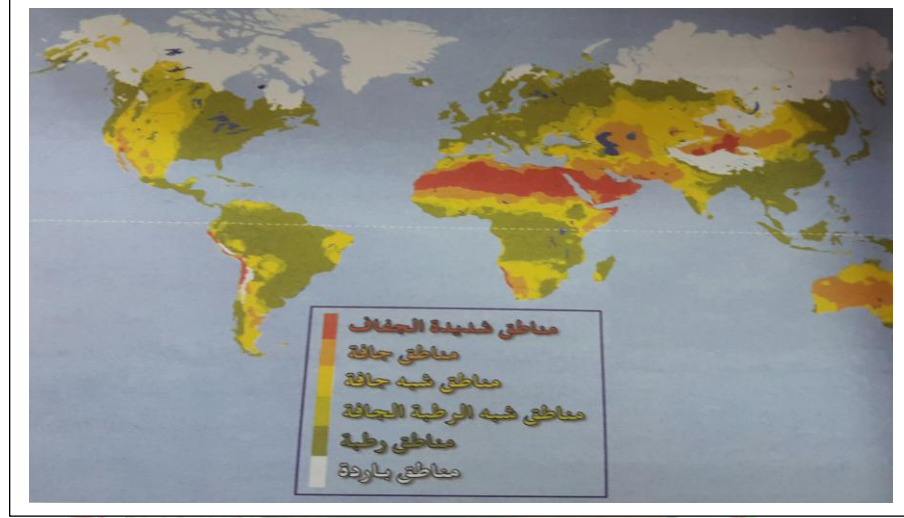 مناطق شديدة الجفاف
مناطق جافة
مناطق شبه جافة
مناطق شبه الرطبة الجافة
مناطق رطبة
مناطق باردة